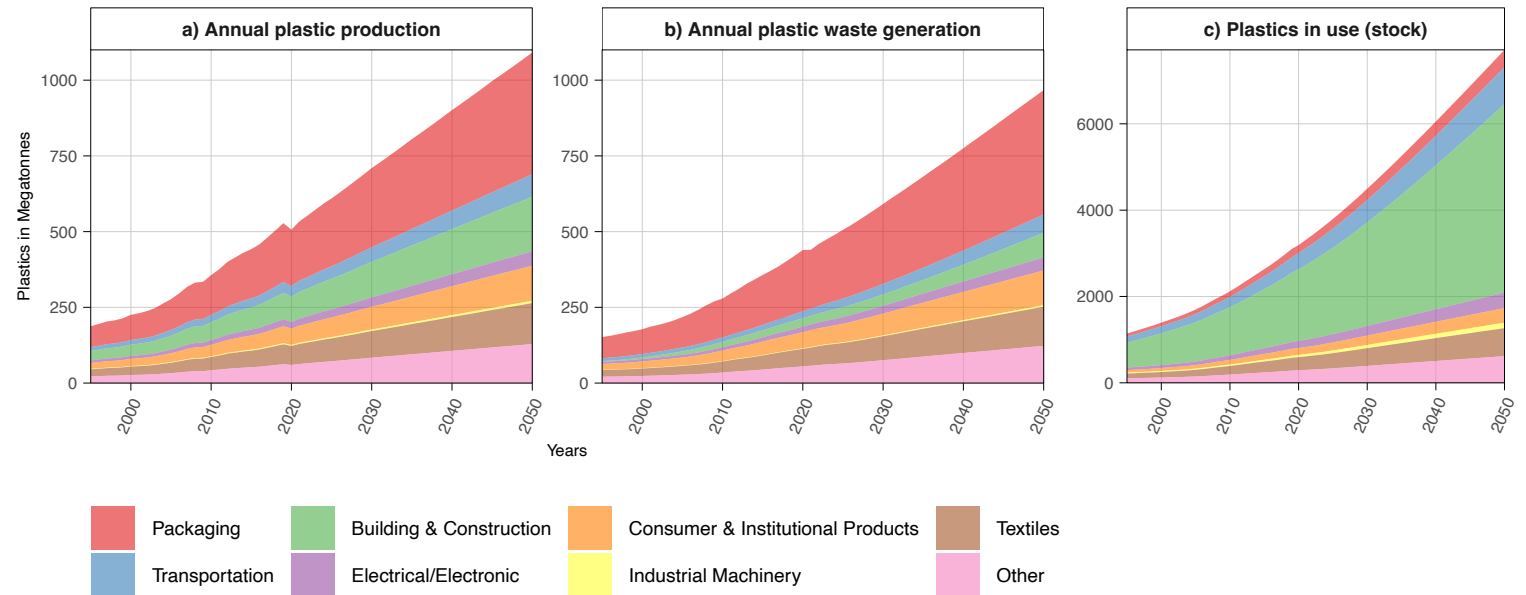 a) Annual plastic production
b) Annual plastic waste generation
c) Plastics in use (stock)
Plastics in Megatonnes
1000
750
500
250
0
2000
2010
2020
2030
2040
2050
1000
750
500
250
0
2000
2010
2020
2030
2040
2050
6000
4000
2000
0
2000
2010
2020
2030
2040
2050
Years
Packaging
Building & Construction
Consumer & Institutional Products
Textiles
Transportation
Electrical/Electronic
Industrial Machinery
Other